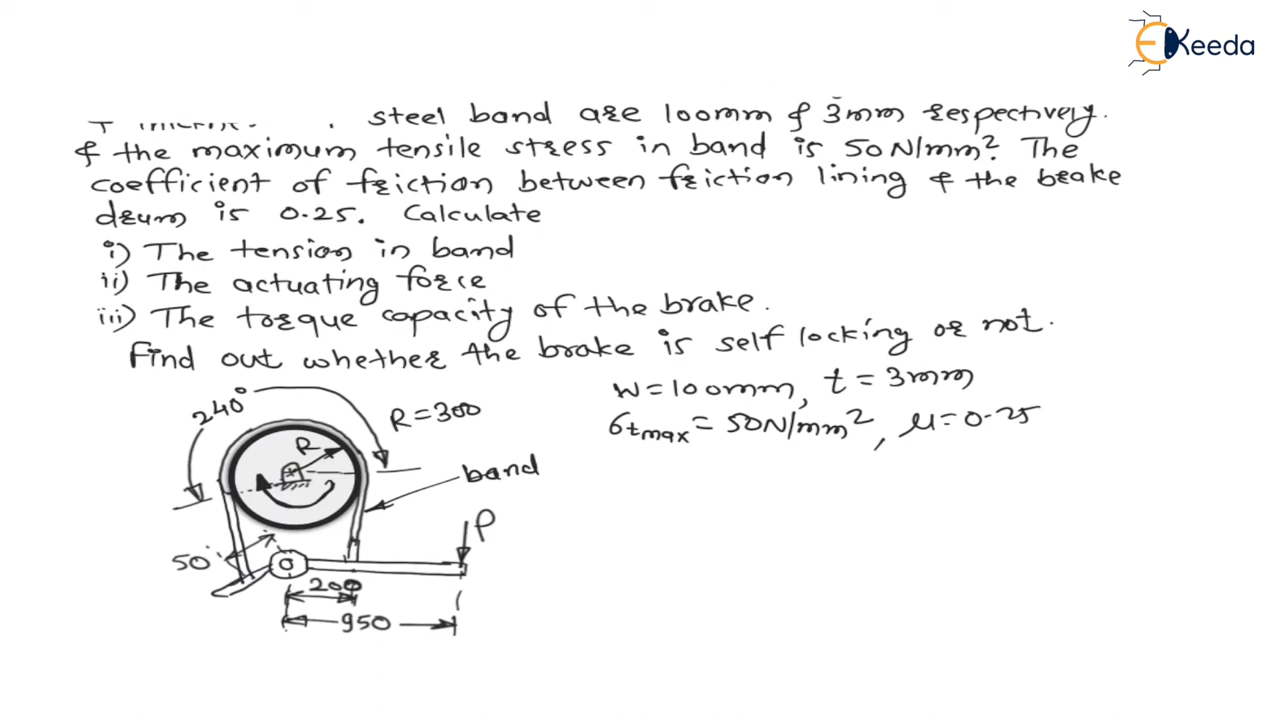 EKeeda
steel band are 100mm & 3mm respectively.
& the maximum tensile stress in band is 50N/mm². The
coefficient of friction between friction lining & the brake
drum is 0.25. Calculate
i) The tension in band
ii) The actuating force
iii) The torque capacity of the brake.
Find out whether the brake is self locking or not.
w = 100mm, t = 3mm
σtmax = 50N/mm², μ = 0.25
240°
R = 300
R
band
P
50
200
950